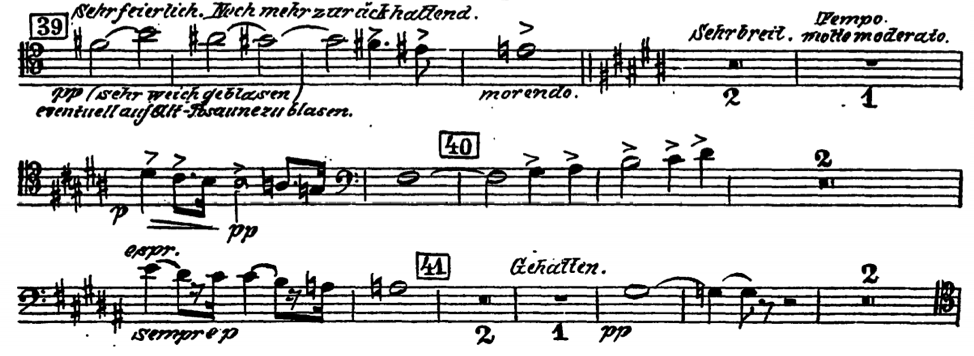 39 Sehr feierlich. Noch mehr zurückhaltend.
Sehr breit. Tempo.
molto moderato.
pp (sehr weich geblasen) morendo. 2 1
eventuell auf Alt-Posaune zu blasen.
40
2
p pp
espr.
41 Gehalten. 2
sempre p 2 1 pp